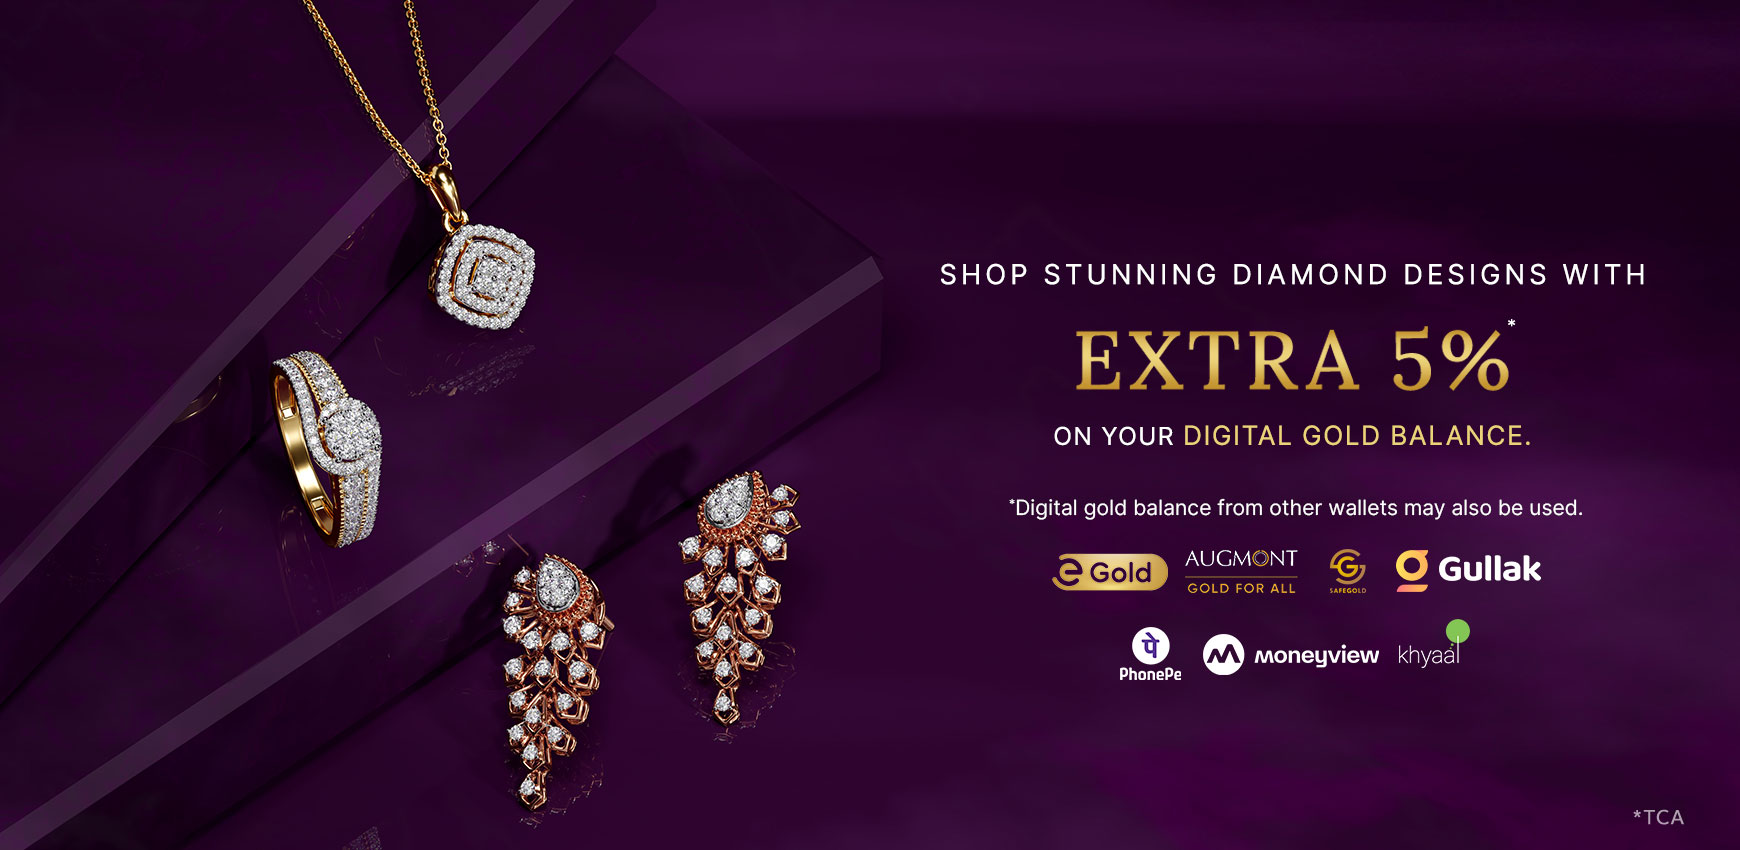 SHOP STUNNING DIAMOND DESIGNS WITH
EXTRA 5%*
ON YOUR DIGITAL GOLD BALANCE.
*Digital gold balance from other wallets may also be used.
e Gold AUGMONT GOLD FOR ALL SAFEGOLD Gullak
पे PhonePe moneyview khyaal
*TCA